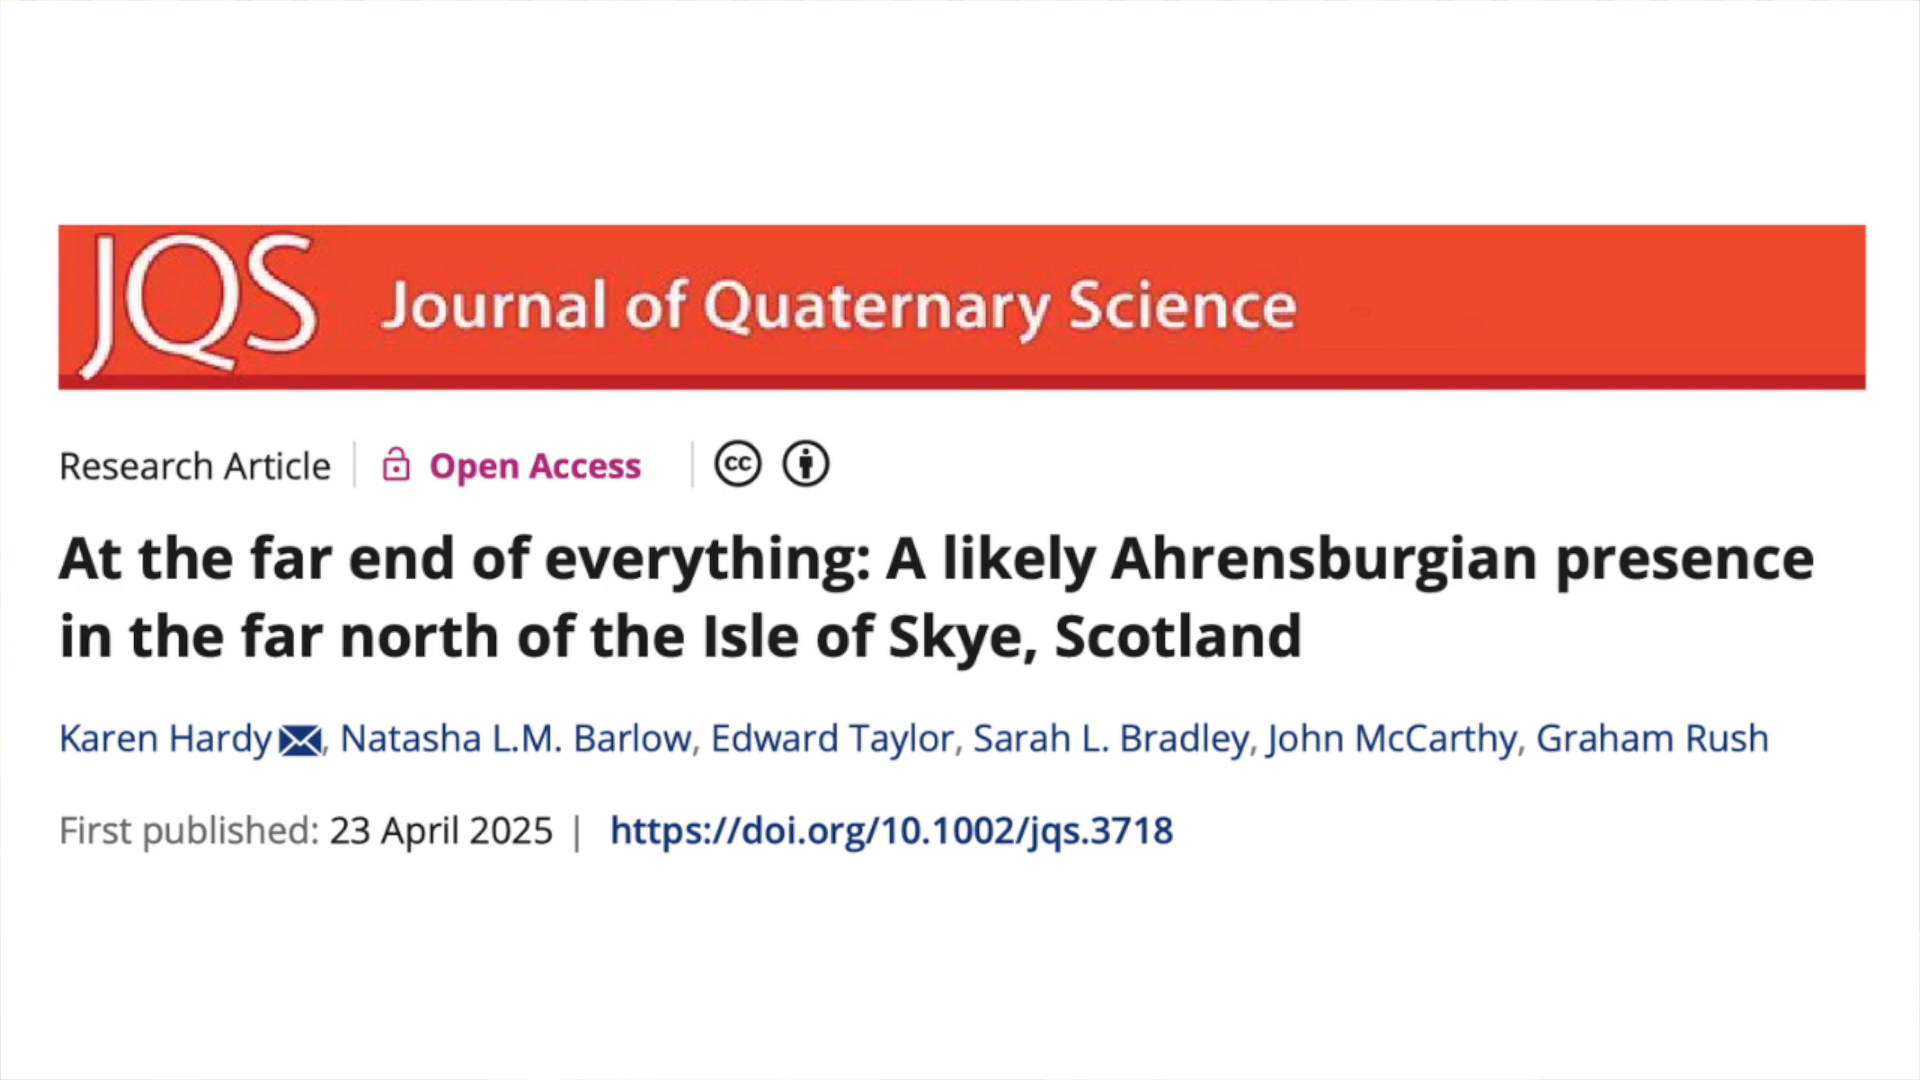 JQS Journal of Quaternary Science
Research Article | Open Access | cc
At the far end of everything: A likely Ahrensburgian presence
in the far north of the Isle of Skye, Scotland
Karen Hardy, Natasha L.M. Barlow, Edward Taylor, Sarah L. Bradley, John McCarthy, Graham Rush
First published: 23 April 2025 | https://doi.org/10.1002/jqs.3718